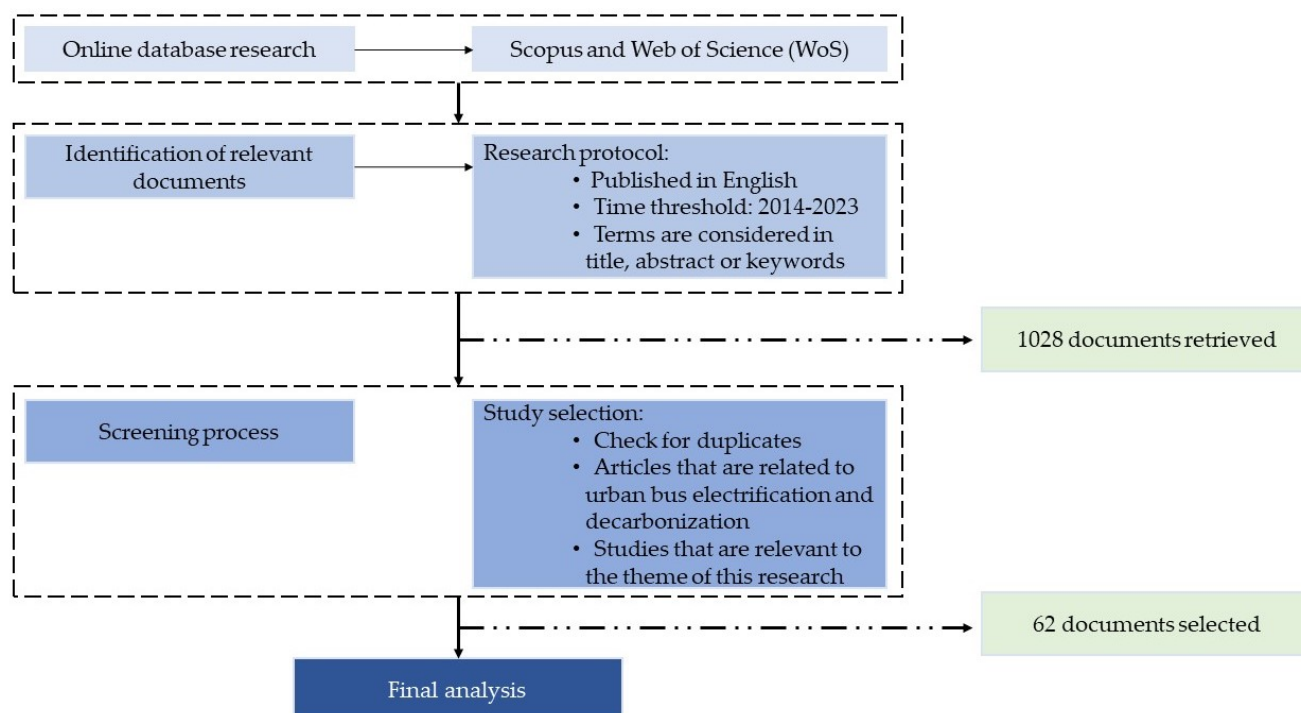 Online database research
Scopus and Web of Science (WoS)
Identification of relevant
documents
Research protocol:
• Published in English
• Time threshold: 2014-2023
• Terms are considered in
title, abstract or keywords
1028 documents retrieved
Screening process
Study selection:
• Check for duplicates
• Articles that are related to
urban bus electrification and
decarbonization
• Studies that are relevant to
the theme of this research
62 documents selected
Final analysis